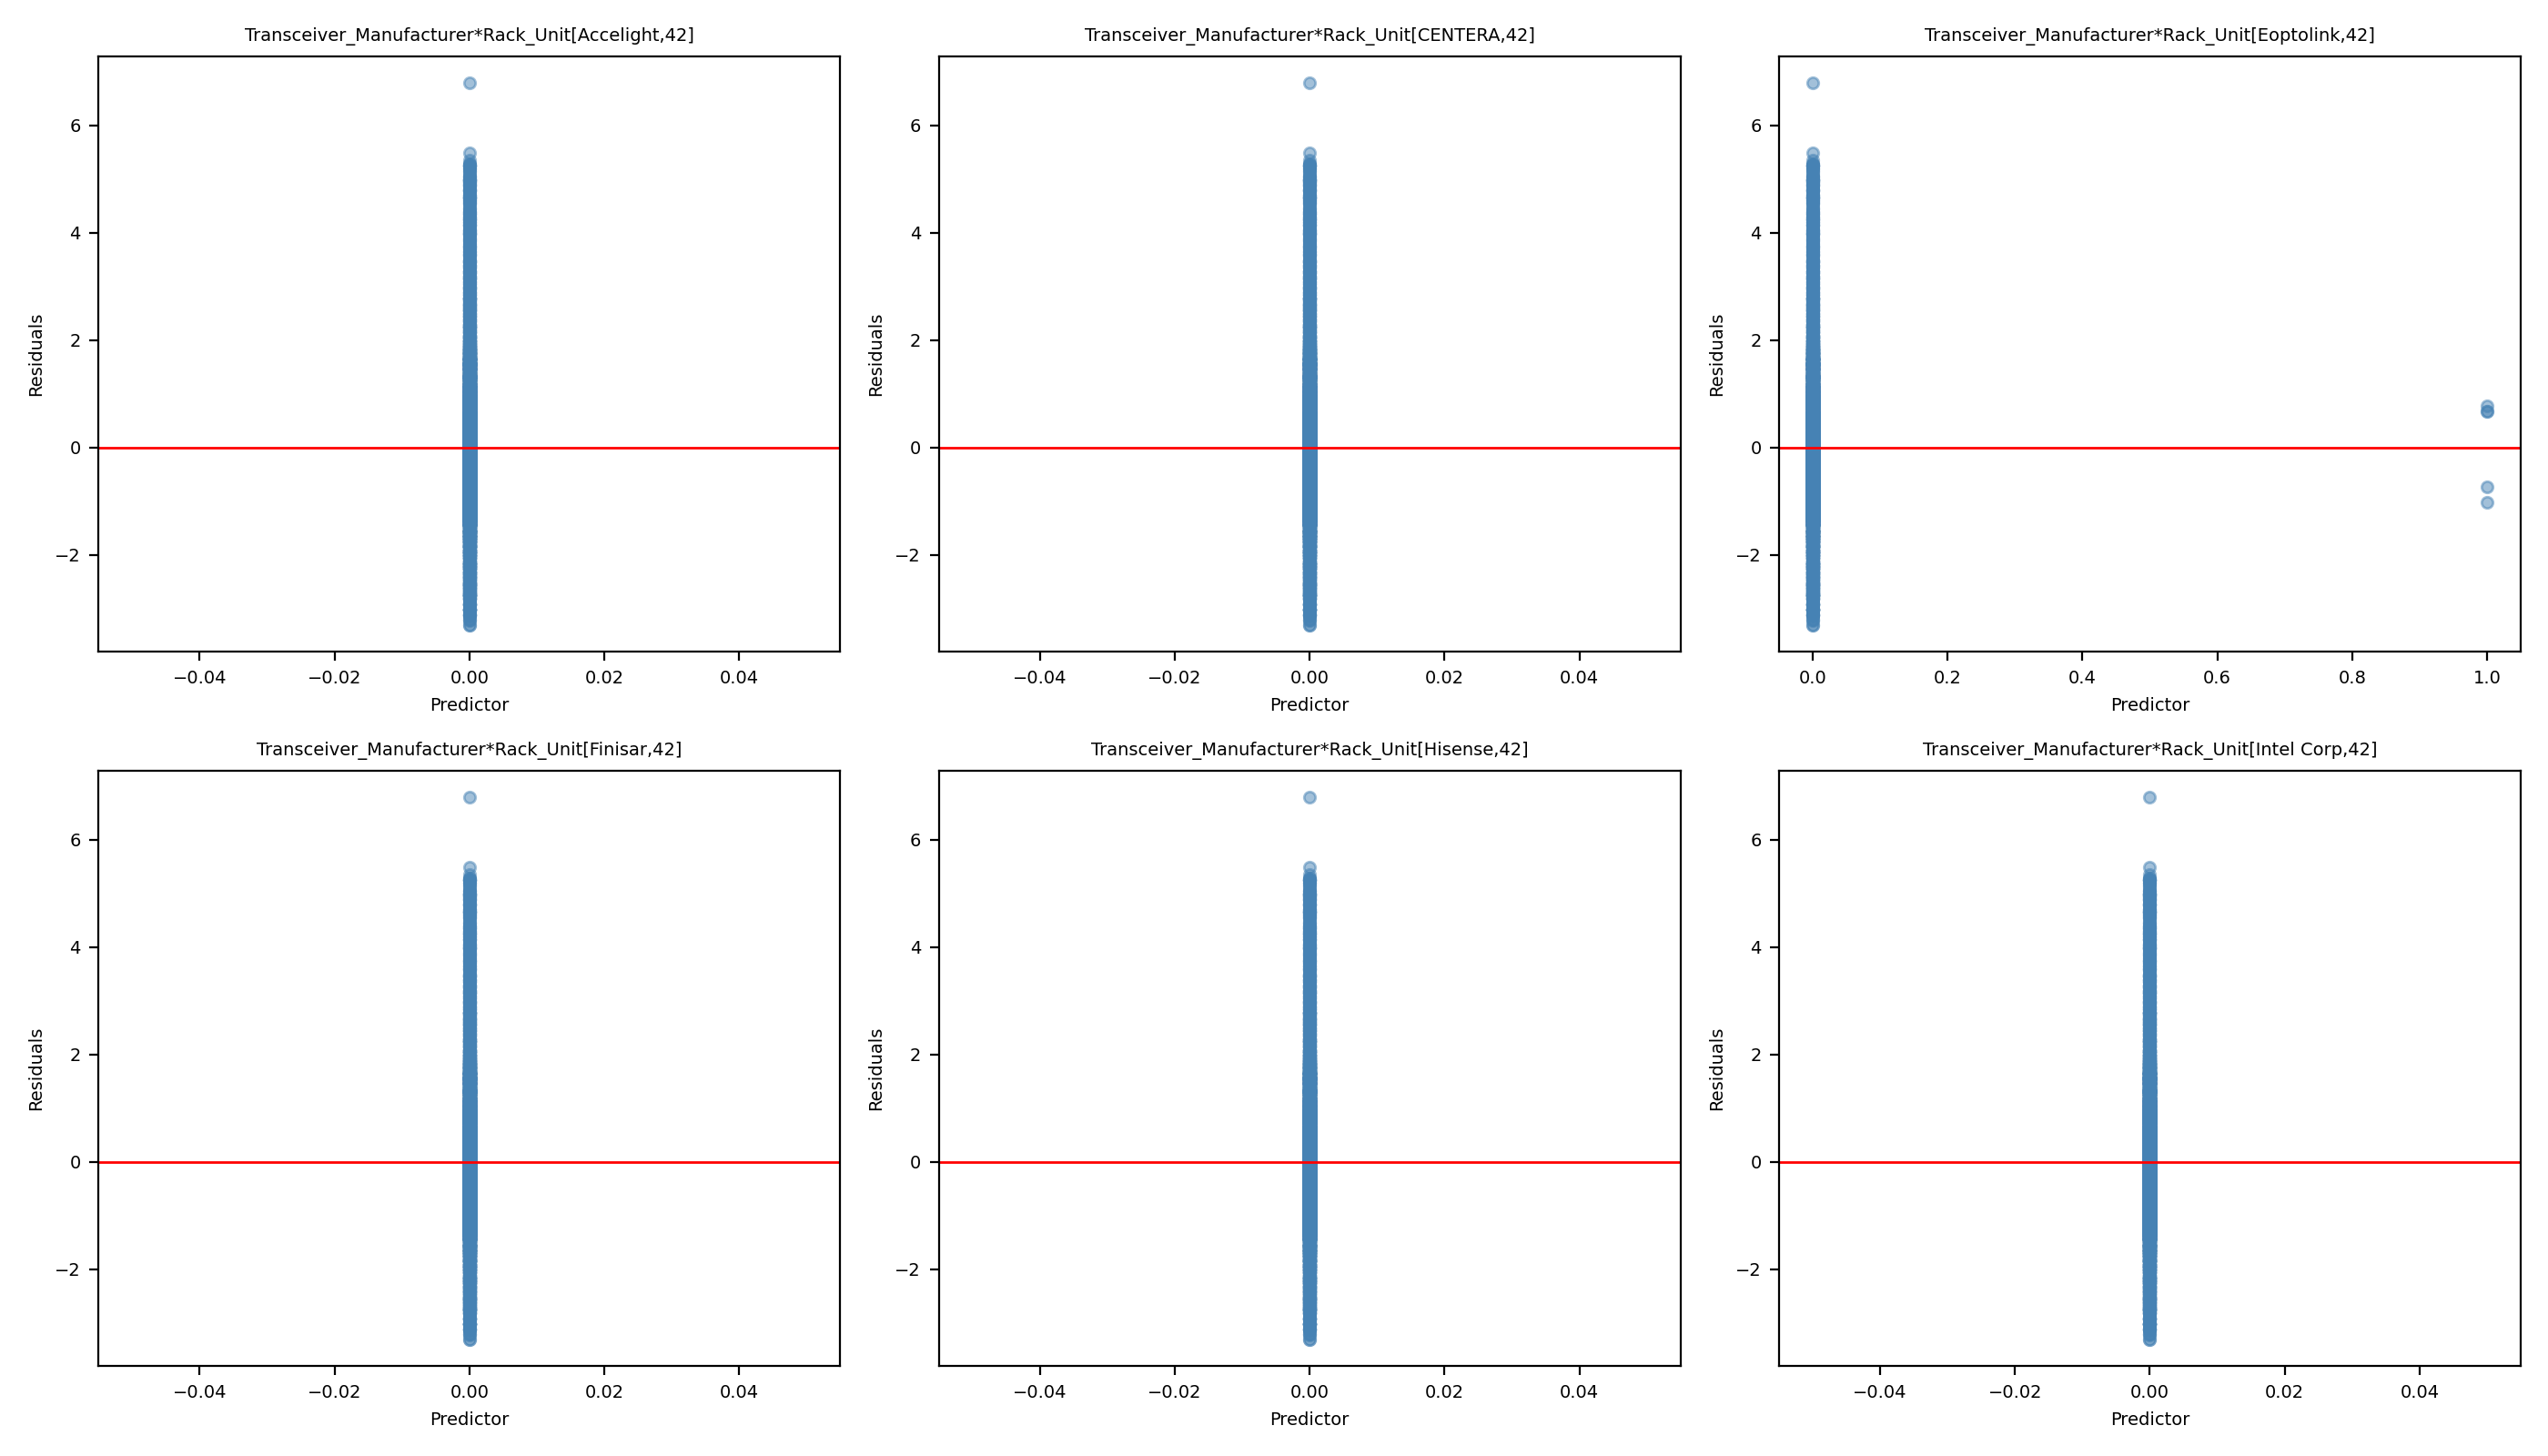 Transceiver_Manufacturer*Rack_Unit[Accelight,42]
Residuals
6
4
2
0
−2
−0.04 −0.02 0.00 0.02 0.04
Predictor
Transceiver_Manufacturer*Rack_Unit[CENTERA,42]
Residuals
6
4
2
0
−2
−0.04 −0.02 0.00 0.02 0.04
Predictor
Transceiver_Manufacturer*Rack_Unit[Eoptolink,42]
Residuals
6
4
2
0
−2
0.0 0.2 0.4 0.6 0.8 1.0
Predictor
Transceiver_Manufacturer*Rack_Unit[Finisar,42]
Residuals
6
4
2
0
−2
−0.04 −0.02 0.00 0.02 0.04
Predictor
Transceiver_Manufacturer*Rack_Unit[Hisense,42]
Residuals
6
4
2
0
−2
−0.04 −0.02 0.00 0.02 0.04
Predictor
Transceiver_Manufacturer*Rack_Unit[Intel Corp,42]
Residuals
6
4
2
0
−2
−0.04 −0.02 0.00 0.02 0.04
Predictor